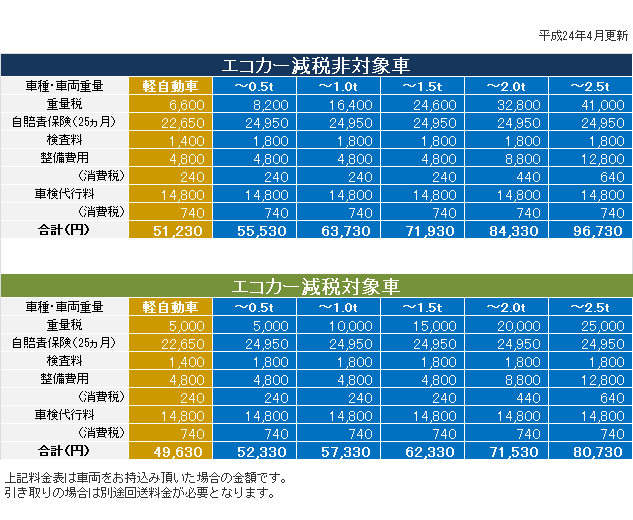 平成24年4月更新
エコカー減税非対象車
車種・車両重量 軽自動車 ～0.5t ～1.0t ～1.5t ～2.0t ～2.5t
重量税 6,600 8,200 16,400 24,600 32,800 41,000
自賠責保険(25ヵ月) 22,650 24,950 24,950 24,950 24,950 24,950
検査料 1,400 1,800 1,800 1,800 1,800 1,800
整備費用 4,800 4,800 4,800 4,800 8,800 12,800
(消費税) 240 240 240 240 440 640
車検代行料 14,800 14,800 14,800 14,800 14,800 14,800
(消費税) 740 740 740 740 740 740
合計(円) 51,230 55,530 63,730 71,930 84,330 96,730
エコカー減税対象車
車種・車両重量 軽自動車 ～0.5t ～1.0t ～1.5t ～2.0t ～2.5t
重量税 5,000 5,000 10,000 15,000 20,000 25,000
自賠責保険(25ヵ月) 22,650 24,950 24,950 24,950 24,950 24,950
検査料 1,400 1,800 1,800 1,800 1,800 1,800
整備費用 4,800 4,800 4,800 4,800 8,800 12,800
(消費税) 240 240 240 240 440 640
車検代行料 14,800 14,800 14,800 14,800 14,800 14,800
(消費税) 740 740 740 740 740 740
合計(円) 49,630 52,330 57,330 62,330 71,530 80,730
上記料金表は車両をお持込み頂いた場合の金額です。
引き取りの場合は別途回送料金が必要となります。